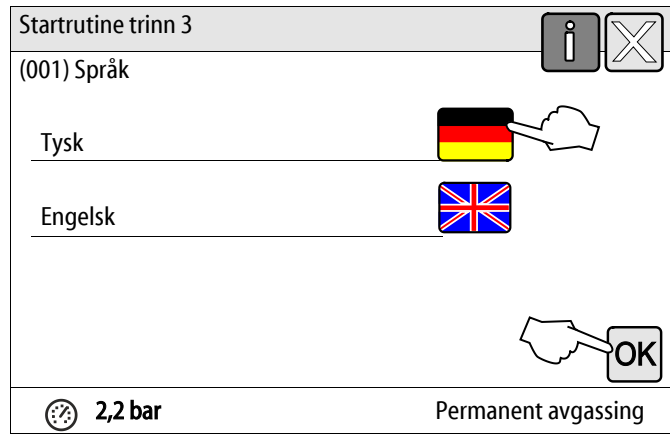 Startrutine trinn 3
i
X
(001) Språk
Tysk
Engelsk
OK
2,2 bar
Permanent avgassing